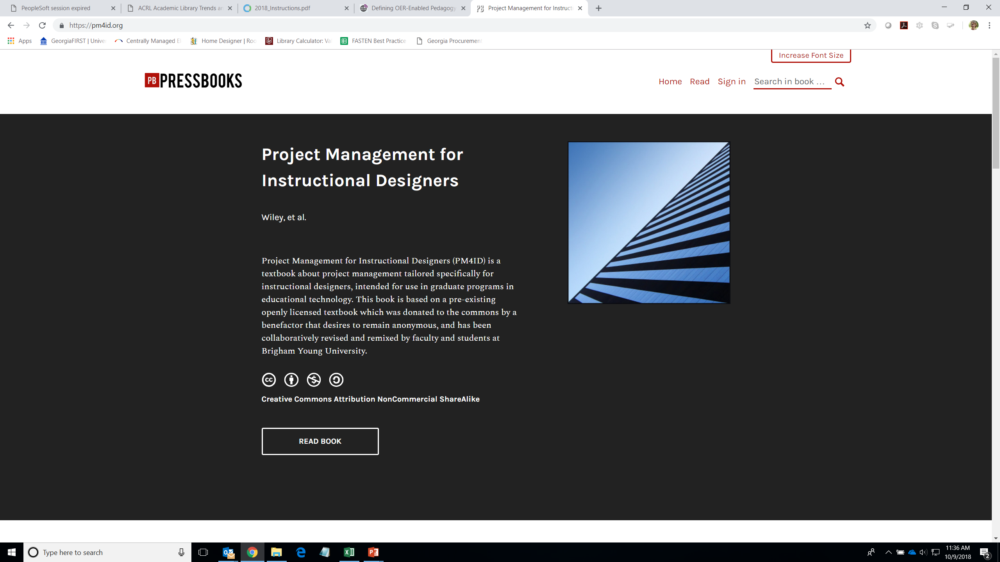 PeopleSoft session expired
ACRL Academic Library Trends an
2018_Instructions.pdf
Defining OER-Enabled Pedagogy
Project Management for Instructi
https://pm4id.org
Apps
GeorgiaFIRST | Univer
Centrally Managed El
Home Designer | Roo
Library Calculator: Va
FASTEN Best Practice
Georgia Procurement
Increase Font Size
PB PRESSBOOKS
Home
Read
Sign in
Search in book …
Project Management for
Instructional Designers
Wiley, et al.
Project Management for Instructional Designers (PM4ID) is a
textbook about project management tailored specifically for
instructional designers, intended for use in graduate programs in
educational technology. This book is based on a pre-existing
openly licensed textbook which was donated to the commons by a
benefactor that desires to remain anonymous, and has been
collaboratively revised and remixed by faculty and students at
Brigham Young University.
Creative Commons Attribution NonCommercial ShareAlike
READ BOOK
Type here to search
11:36 AM
10/9/2018
2